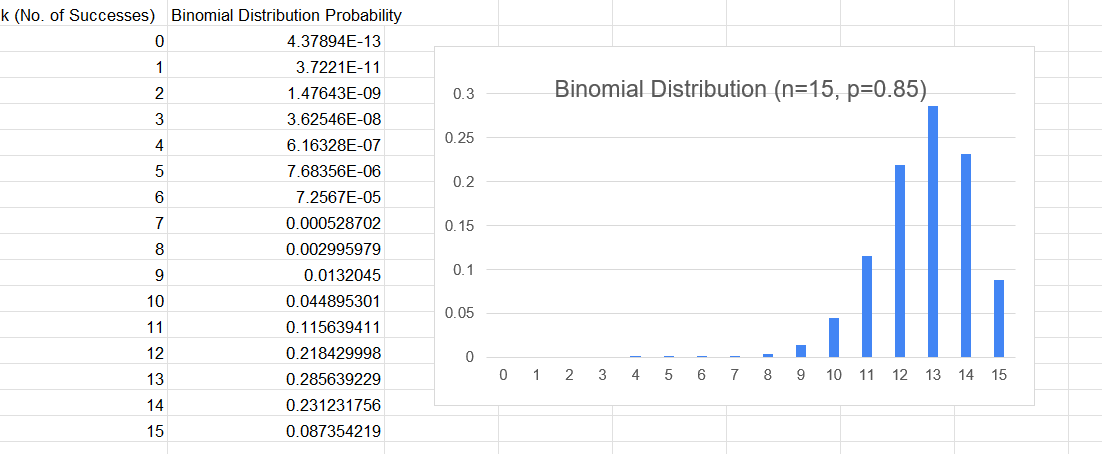 k (No. of Successes) Binomial Distribution Probability
0 4.37894E-13
1 3.7221E-11
2 1.47643E-09
3 3.62546E-08
4 6.16328E-07
5 7.68356E-06
6 7.2567E-05
7 0.000528702
8 0.002995979
9 0.0132045
10 0.044895301
11 0.115639411
12 0.218429998
13 0.285639229
14 0.231231756
15 0.087354219
Binomial Distribution (n=15, p=0.85)
0.3
0.25
0.2
0.15
0.1
0.05
0
0 1 2 3 4 5 6 7 8 9 10 11 12 13 14 15